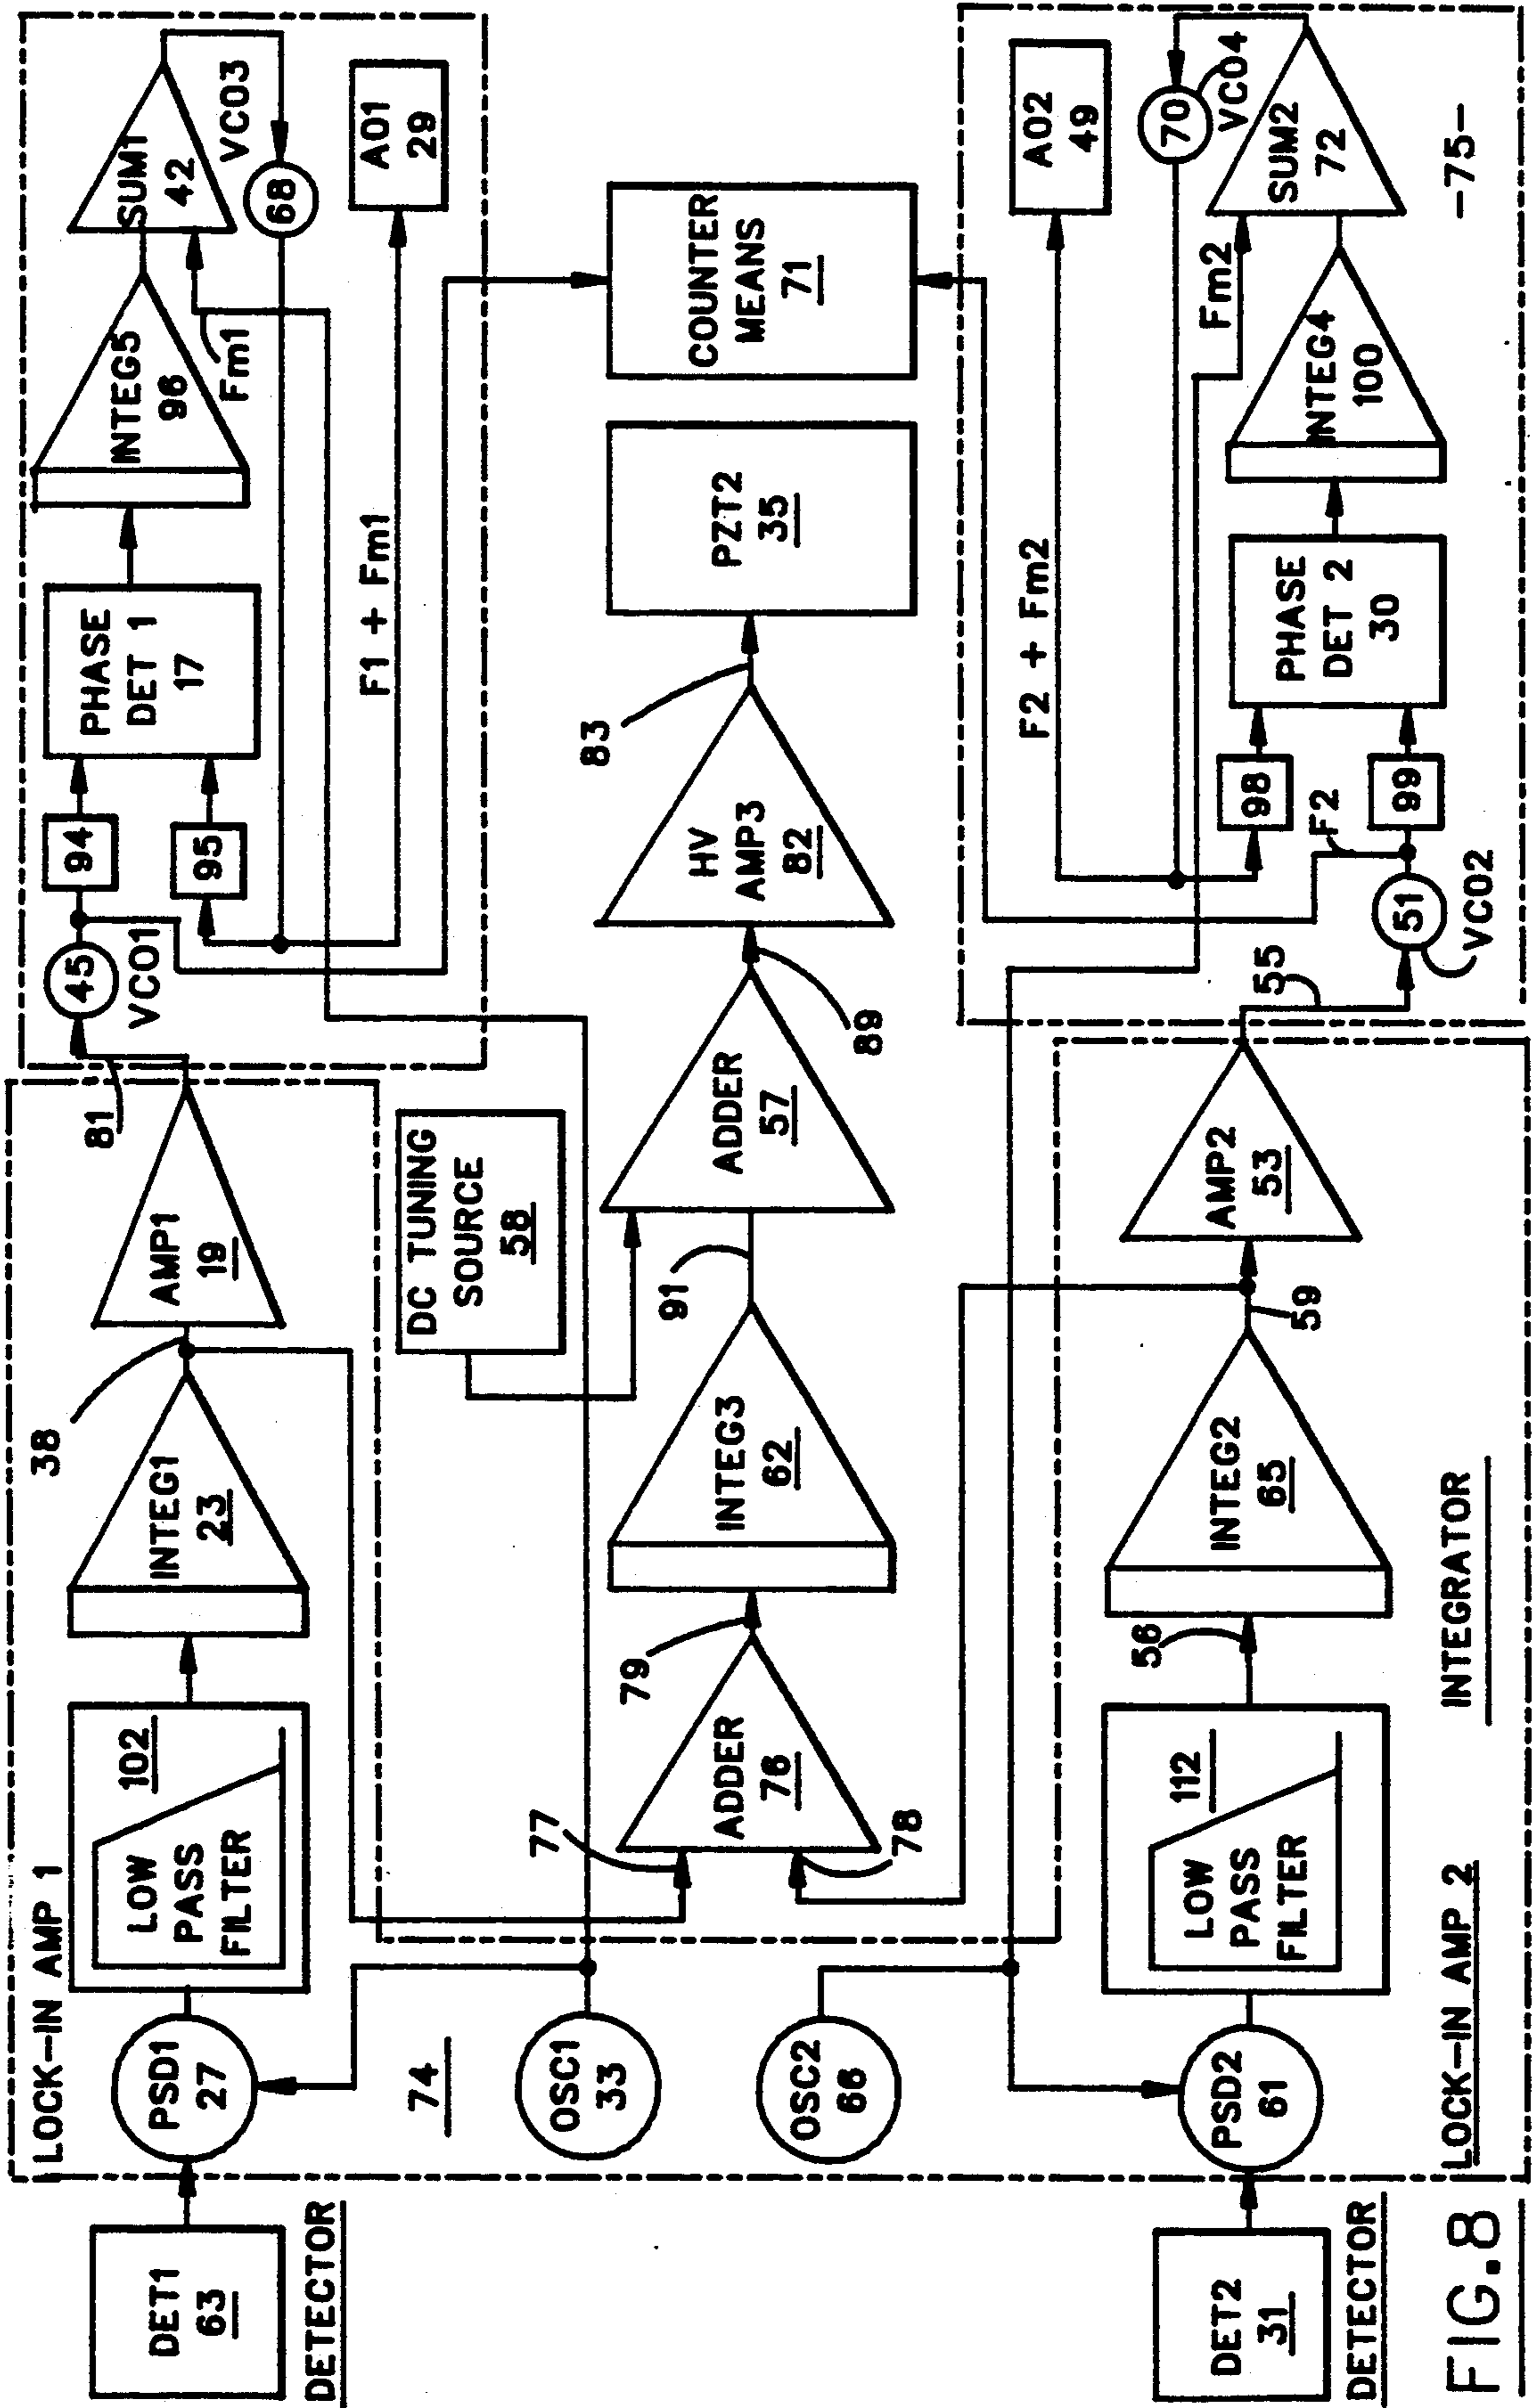 LOCK-IN AMP 1
DET1
63
DETECTOR
PSD1
27
LOW
PASS
FILTER
102
INTEG1
23
38
AMP1
19
81
45
VCO1
94
95
PHASE
DET 1
17
INTEG5
96
SUM1
42
Fm1
VCO3
68
F1 + Fm1
AO1
29
74
OSC1
33
OSC2
66
77
78
ADDER
76
79
INTEG3
62
91
DC TUNING
SOURCE
58
ADDER
57
89
HV
AMP3
82
83
PZT2
35
COUNTER
MEANS
71
DET2
31
DETECTOR
PSD2
61
LOW
PASS
FILTER
112
56
INTEG2
65
59
AMP2
53
55
51
VCO2
F2
98
99
PHASE
DET 2
30
INTEG4
100
Fm2
SUM2
72
70
VCO4
F2 + Fm2
AO2
49
-75-
LOCK-IN AMP 2
INTEGRATOR
FIG.8